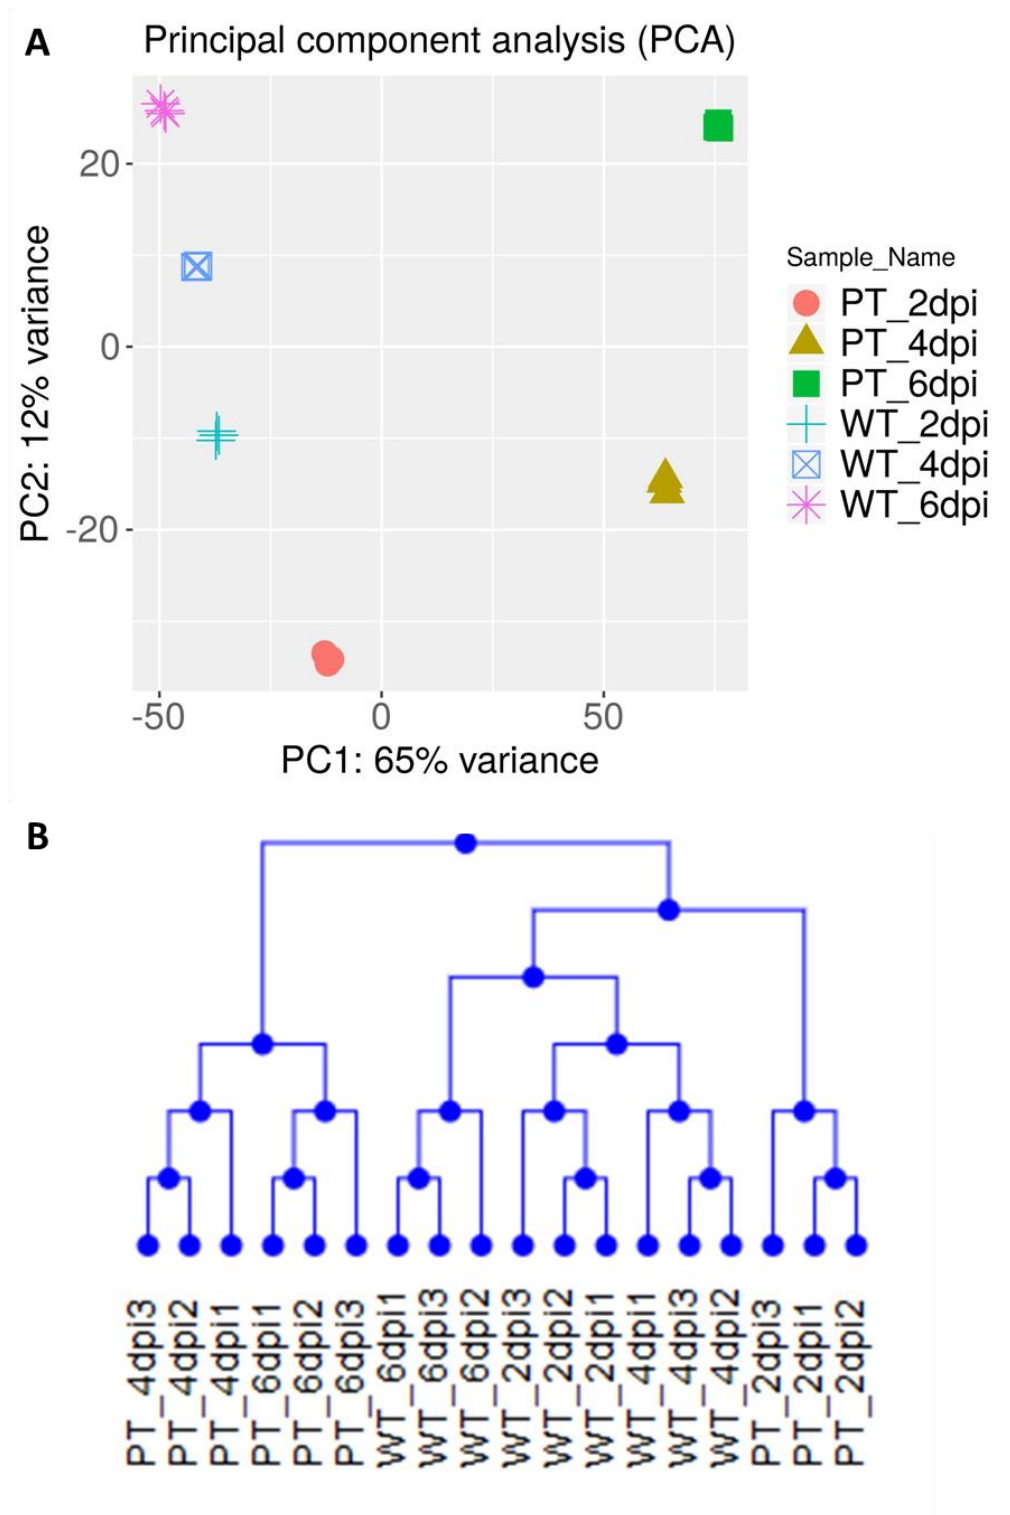 A
Principal component analysis (PCA)
20
0
-20
PC2: 12% variance
-50 0 50
PC1: 65% variance
Sample_Name
PT_2dpi
PT_4dpi
PT_6dpi
WT_2dpi
WT_4dpi
WT_6dpi
B
PT_4dpi3
PT_4dpi2
PT_4dpi1
PT_6dpi1
PT_6dpi2
PT_6dpi3
WT_6dpi1
WT_6dpi3
WT_6dpi2
WT_2dpi3
WT_2dpi2
WT_2dpi1
WT_4dpi1
WT_4dpi3
WT_4dpi2
PT_2dpi3
PT_2dpi1
PT_2dpi2